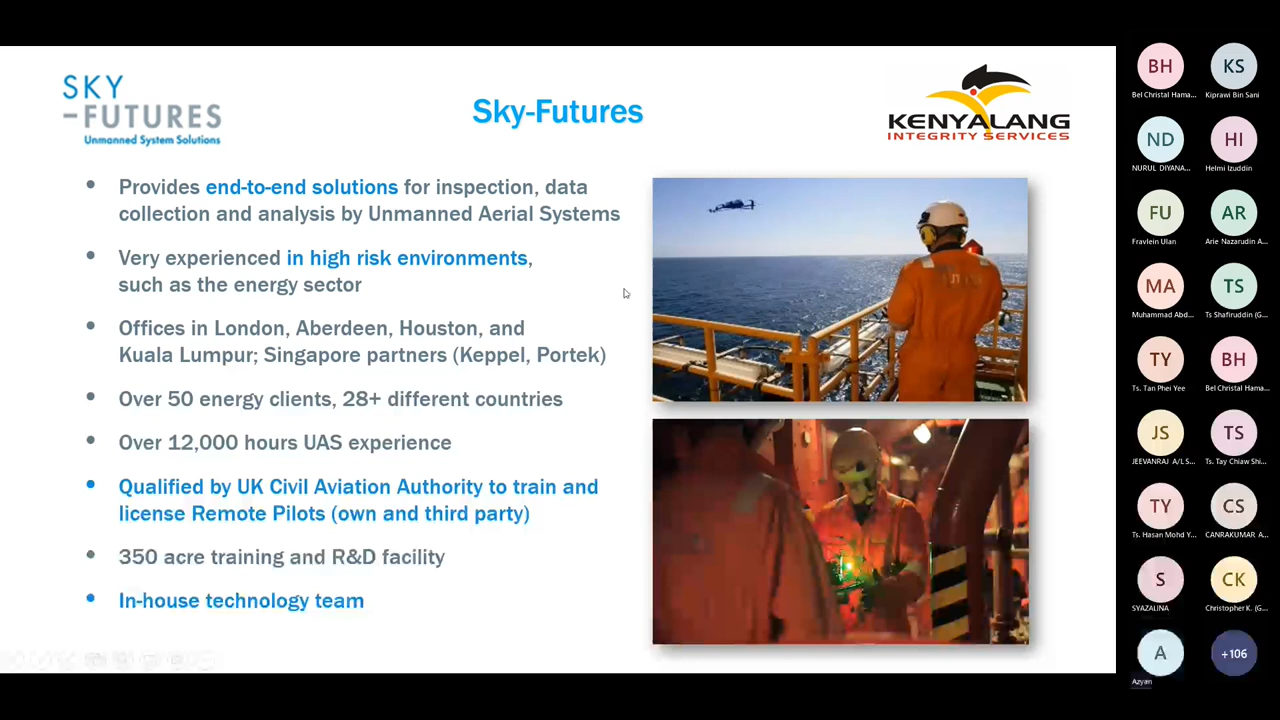 SKY
-FUTURES
Unmanned System Solutions
Sky-Futures
KENYALANG
INTEGRITY SERVICES
• Provides end-to-end solutions for inspection, data
collection and analysis by Unmanned Aerial Systems
• Very experienced in high risk environments,
such as the energy sector
• Offices in London, Aberdeen, Houston, and
Kuala Lumpur; Singapore partners (Keppel, Portek)
• Over 50 energy clients, 28+ different countries
• Over 12,000 hours UAS experience
• Qualified by UK Civil Aviation Authority to train and
license Remote Pilots (own and third party)
• 350 acre training and R&D facility
• In-house technology team
BH
Bel Christal Hama...
KS
Kiprawi Bin Sani
ND
NURUL DIYANA...
HI
Helmi Izuddin
FU
Fravlein Ulan
AR
Arie Nazarudin A...
MA
Muhammad Abd...
TS
Ts Shafiruddin (G...
TY
Ts. Tan Phei Yee
BH
Bel Christal Hama...
JS
JEEVANRAJ A/L S...
TS
Ts. Tay Chiaw Shi...
TY
Ts. Hasan Mohd Y...
CS
CANRAKUMAR A...
S
SYAZALINA
CK
Christopher K. (G...
A
Azyan
+106